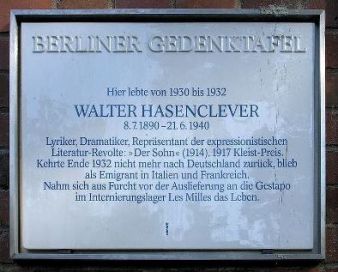 BERLINER GEDENKTAFEL
Hier lebte von 1930 bis 1932
WALTER HASENCLEVER
8.7.1890–21.6.1940
Lyriker, Dramatiker, Repräsentant der expressionistischen
Literatur-Revolte: »Der Sohn« (1914), 1917 Kleist-Preis.
Kehrte Ende 1932 nicht mehr nach Deutschland zurück, blieb
als Emigrant in Italien und Frankreich.
Nahm sich aus Furcht vor der Auslieferung an die Gestapo
im Internierungslager Les Milles das Leben.